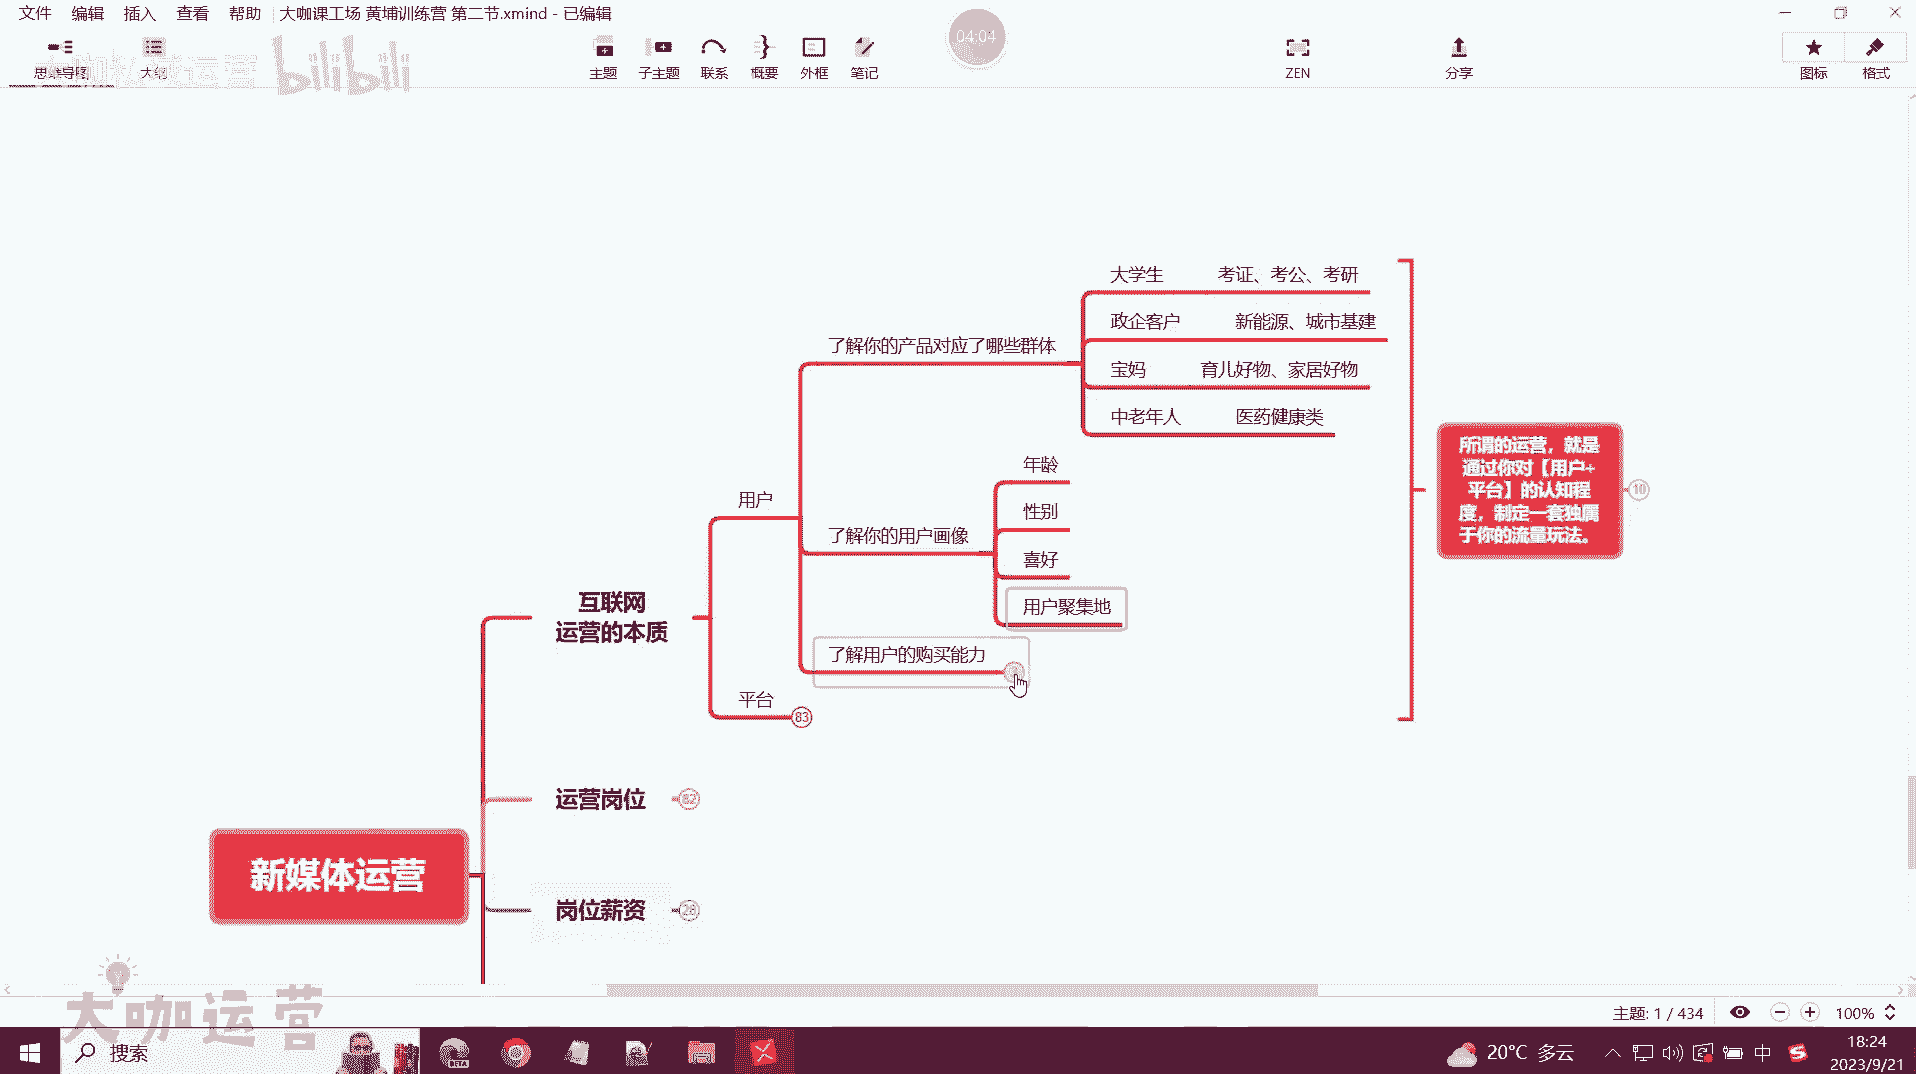 文件 编辑 插入 查看 帮助 大咖课工场 黄埔训练营 第二节.xmind - 已编辑
思维导图 大纲 主题 子主题 联系 概要 外框 笔记 ZEN 分享 图标 格式
bilibili
04:04
大学生 考证、考公、考研
政企客户 新能源、城市基建
了解你的产品对应了哪些群体
宝妈 育儿好物、家居好物
中老年人 医药健康类
所谓的运营，就是
通过你对【用户+
平台】的认知程
度，制定一套独属
于你的流量玩法。
10
年龄
用户
性别
了解你的用户画像
喜好
用户聚集地
互联网
运营的本质
了解用户的购买能力
平台 83
运营岗位 82
新媒体运营
岗位薪资
大咖运营
主题: 1 / 434 100%
搜索 BETA 20°C 多云 中 18:24
2023/9/21